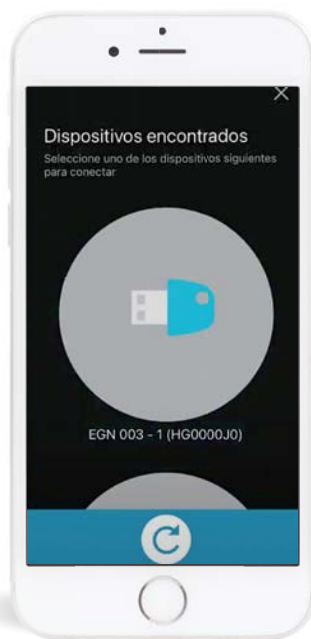 Dispositivos encontrados
Seleccione uno de los dispositivos siguientes
para conectar
EGN 003 - 1 (HG0000J0)